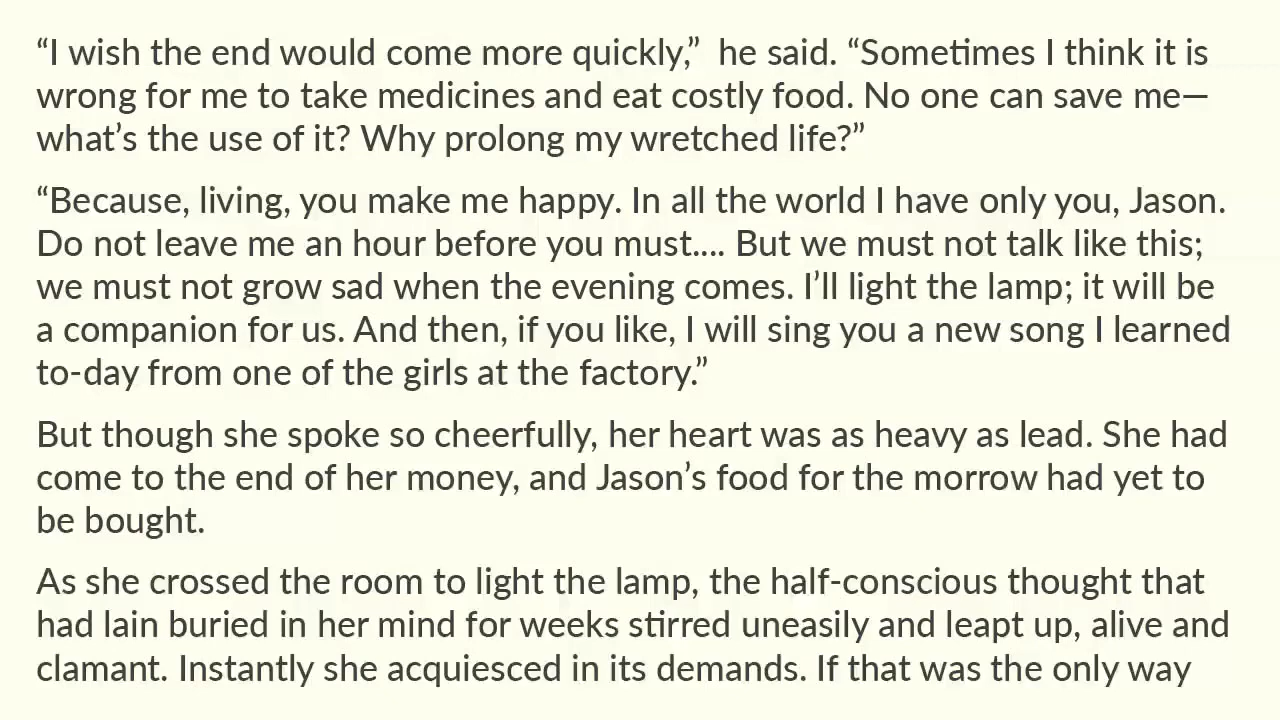 “I wish the end would come more quickly,”  he said. “Sometimes I think it is
wrong for me to take medicines and eat costly food. No one can save me—
what’s the use of it? Why prolong my wretched life?”
“Because, living, you make me happy. In all the world I have only you, Jason.
Do not leave me an hour before you must.... But we must not talk like this;
we must not grow sad when the evening comes. I’ll light the lamp; it will be
a companion for us. And then, if you like, I will sing you a new song I learned
to-day from one of the girls at the factory.”
But though she spoke so cheerfully, her heart was as heavy as lead. She had
come to the end of her money, and Jason’s food for the morrow had yet to
be bought.
As she crossed the room to light the lamp, the half-conscious thought that
had lain buried in her mind for weeks stirred uneasily and leapt up, alive and
clamant. Instantly she acquiesced in its demands. If that was the only way